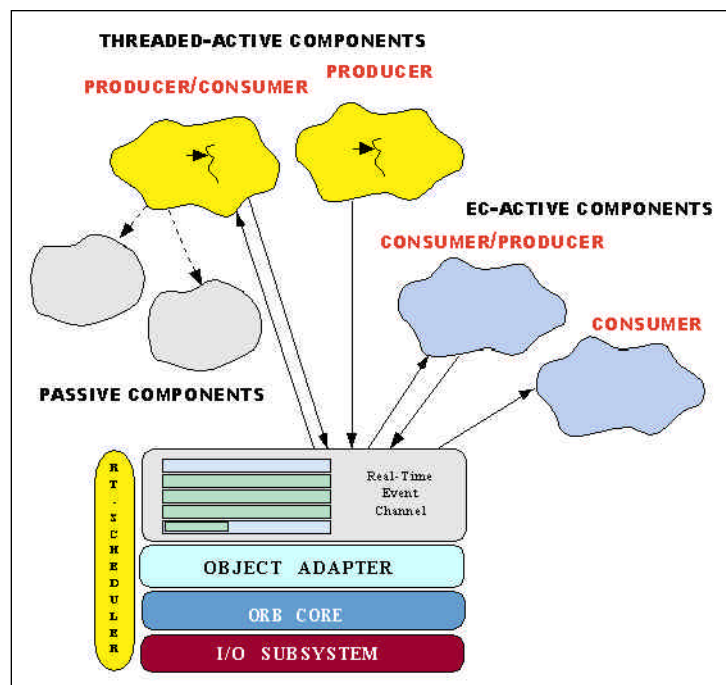 THREADED-ACTIVE COMPONENTS
PRODUCER/CONSUMER
PRODUCER
EC-ACTIVE COMPONENTS
CONSUMER/PRODUCER
CONSUMER
PASSIVE COMPONENTS
RT-SCHEDULER
Real-Time
Event
Channel
OBJECT ADAPTER
ORB CORE
I/O SUBSYSTEM